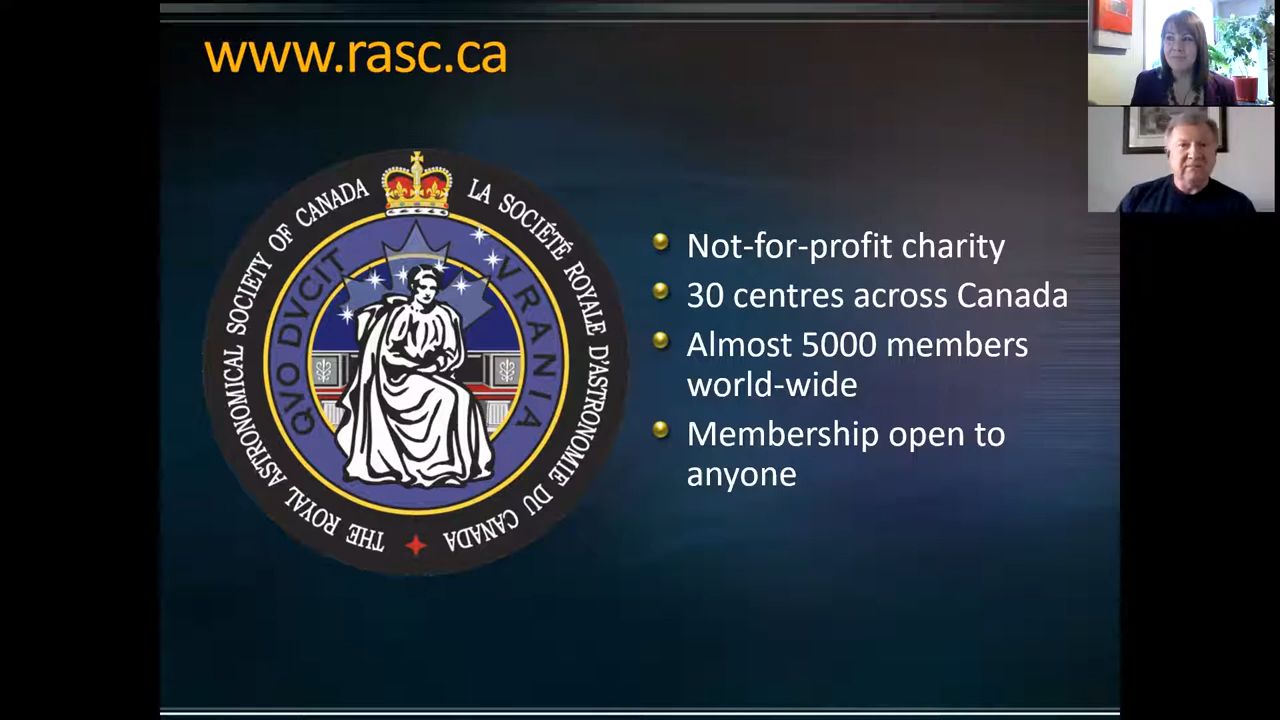 www.rasc.ca
THE ROYAL ASTRONOMICAL SOCIETY OF CANADA
LA SOCIÉTÉ ROYALE D'ASTRONOMIE DU CANADA
QVO DVCIT
VRANIA
Not-for-profit charity
30 centres across Canada
Almost 5000 members
world-wide
Membership open to
anyone